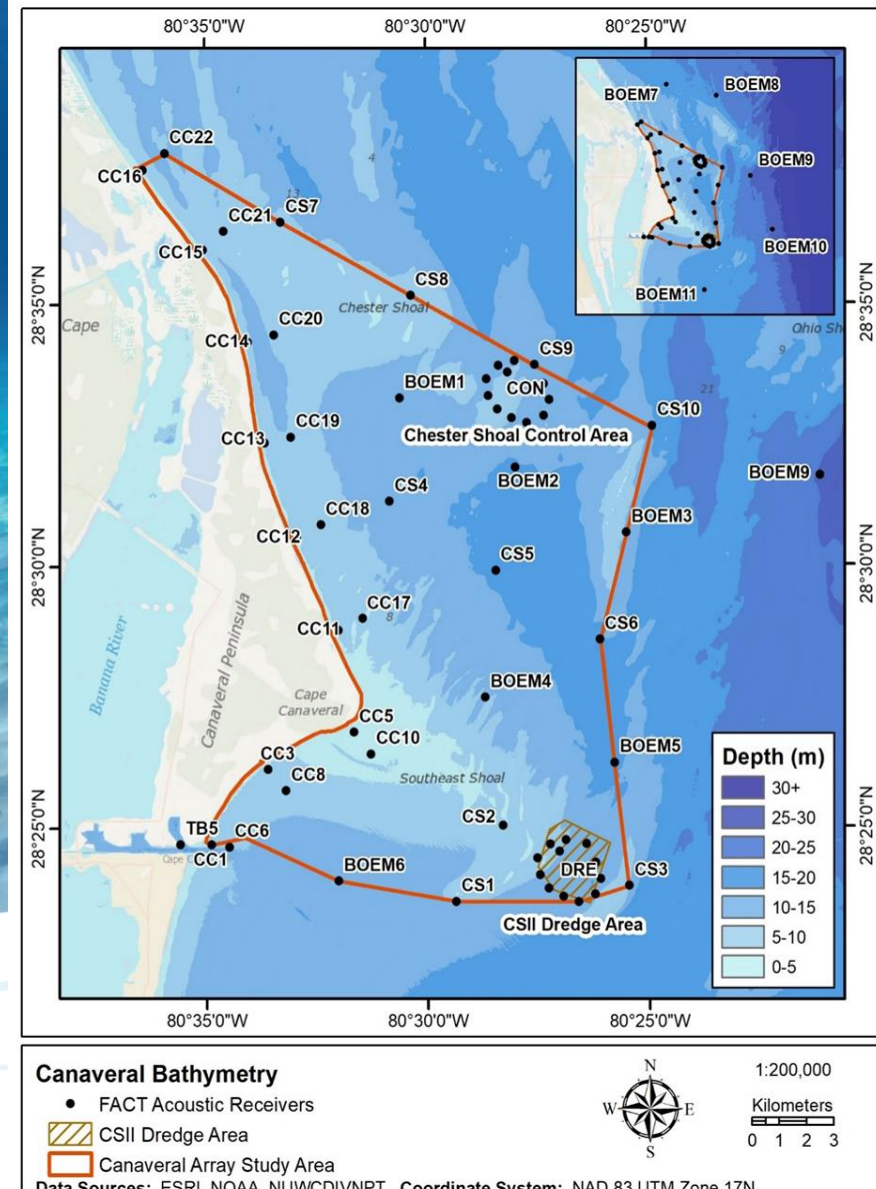 80°35'0"W
80°30'0"W
80°25'0"W
CC22
CC16
4
13
CS7
CC21
CC15
BOEM7
BOEM8
BOEM9
BOEM10
BOEM11
28°35'0"N
28°35'0"N
CS8
Chester Shoal
Cape
CC20
CC14
CS9
BOEM1
CON
9
21
CS10
CC19
CC13
Chester Shoal Control Area
BOEM2
BOEM9
CS4
CC18
CC12
BOEM3
28°30'0"N
28°30'0"N
CS5
CC17
8
CC11
CS6
Banana River
Canaveral Peninsula
BOEM4
Cape
Canaveral
CC5
CC10
CC3
Southeast Shoal
BOEM5
CC8
CS2
28°25'0"N
28°25'0"N
TB5
CC6
CC1
DRE
CS3
BOEM6
CS1
CSII Dredge Area
Depth (m)
30+
25-30
20-25
15-20
10-15
5-10
0-5
80°35'0"W
80°30'0"W
80°25'0"W
Canaveral Bathymetry
FACT Acoustic Receivers
CSII Dredge Area
Canaveral Array Study Area
N
W
E
S
1:200,000
Kilometers
0 1 2 3
Data Sources: ESRI, NOAA, NUWCDIVNPT Coordinate System: NAD 83 UTM Zone 17N